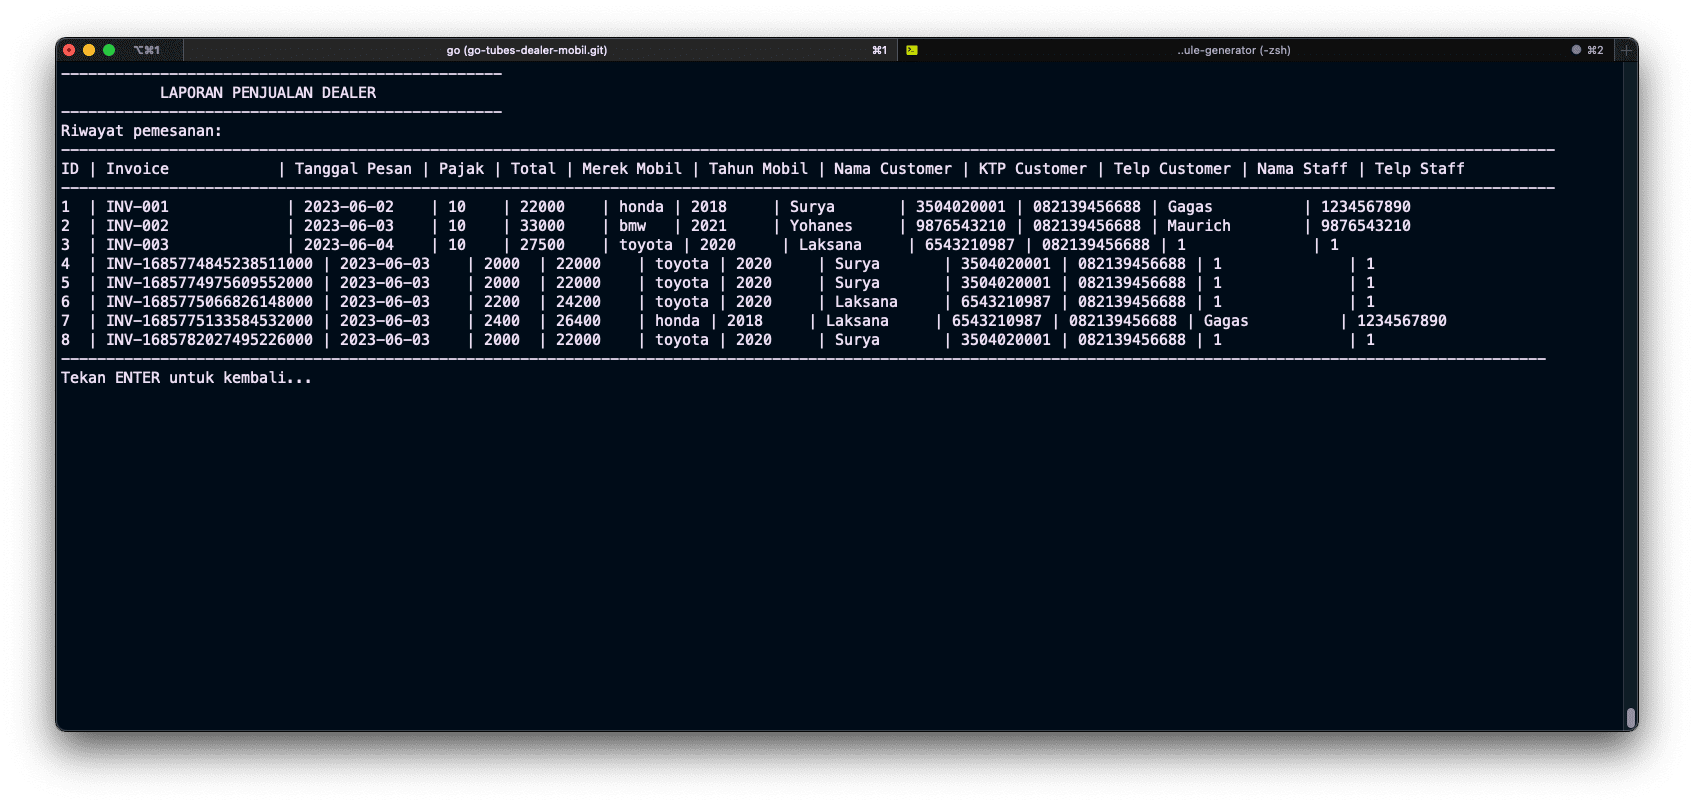 ⌥⌘1 go (go-tubes-dealer-mobil.git) ⌘1 ..ule-generator (-zsh) ⌘2
-------------------------------------------------
LAPORAN PENJUALAN DEALER
-------------------------------------------------
Riwayat pemesanan:
----------------------------------------------------------------------------------------------------------------------------------------------------------------------
ID | Invoice            | Tanggal Pesan | Pajak | Total | Merek Mobil | Tahun Mobil | Nama Customer | KTP Customer | Telp Customer | Nama Staff | Telp Staff
----------------------------------------------------------------------------------------------------------------------------------------------------------------------
1  | INV-001             | 2023-06-02    | 10    | 22000    | honda | 2018     | Surya        | 3504020001 | 082139456688 | Gagas          | 1234567890
2  | INV-002             | 2023-06-03    | 10    | 33000    | bmw   | 2021     | Yohanes      | 9876543210 | 082139456688 | Maurich        | 9876543210
3  | INV-003             | 2023-06-04    | 10    | 27500    | toyota | 2020     | Laksana      | 6543210987 | 082139456688 | 1              | 1
4  | INV-1685774845238511000 | 2023-06-03    | 2000  | 22000    | toyota | 2020     | Surya        | 3504020001 | 082139456688 | 1              | 1
5  | INV-1685774975609552000 | 2023-06-03    | 2000  | 22000    | toyota | 2020     | Surya        | 3504020001 | 082139456688 | 1              | 1
6  | INV-1685775066826148000 | 2023-06-03    | 2200  | 24200    | toyota | 2020     | Laksana      | 6543210987 | 082139456688 | 1              | 1
7  | INV-1685775133584532000 | 2023-06-03    | 2400  | 26400    | honda | 2018     | Laksana      | 6543210987 | 082139456688 | Gagas          | 1234567890
8  | INV-1685782027495226000 | 2023-06-03    | 2000  | 22000    | toyota | 2020     | Surya        | 3504020001 | 082139456688 | 1              | 1
---------------------------------------------------------------------------------------------------------------------------------------------------------------------
Tekan ENTER untuk kembali...